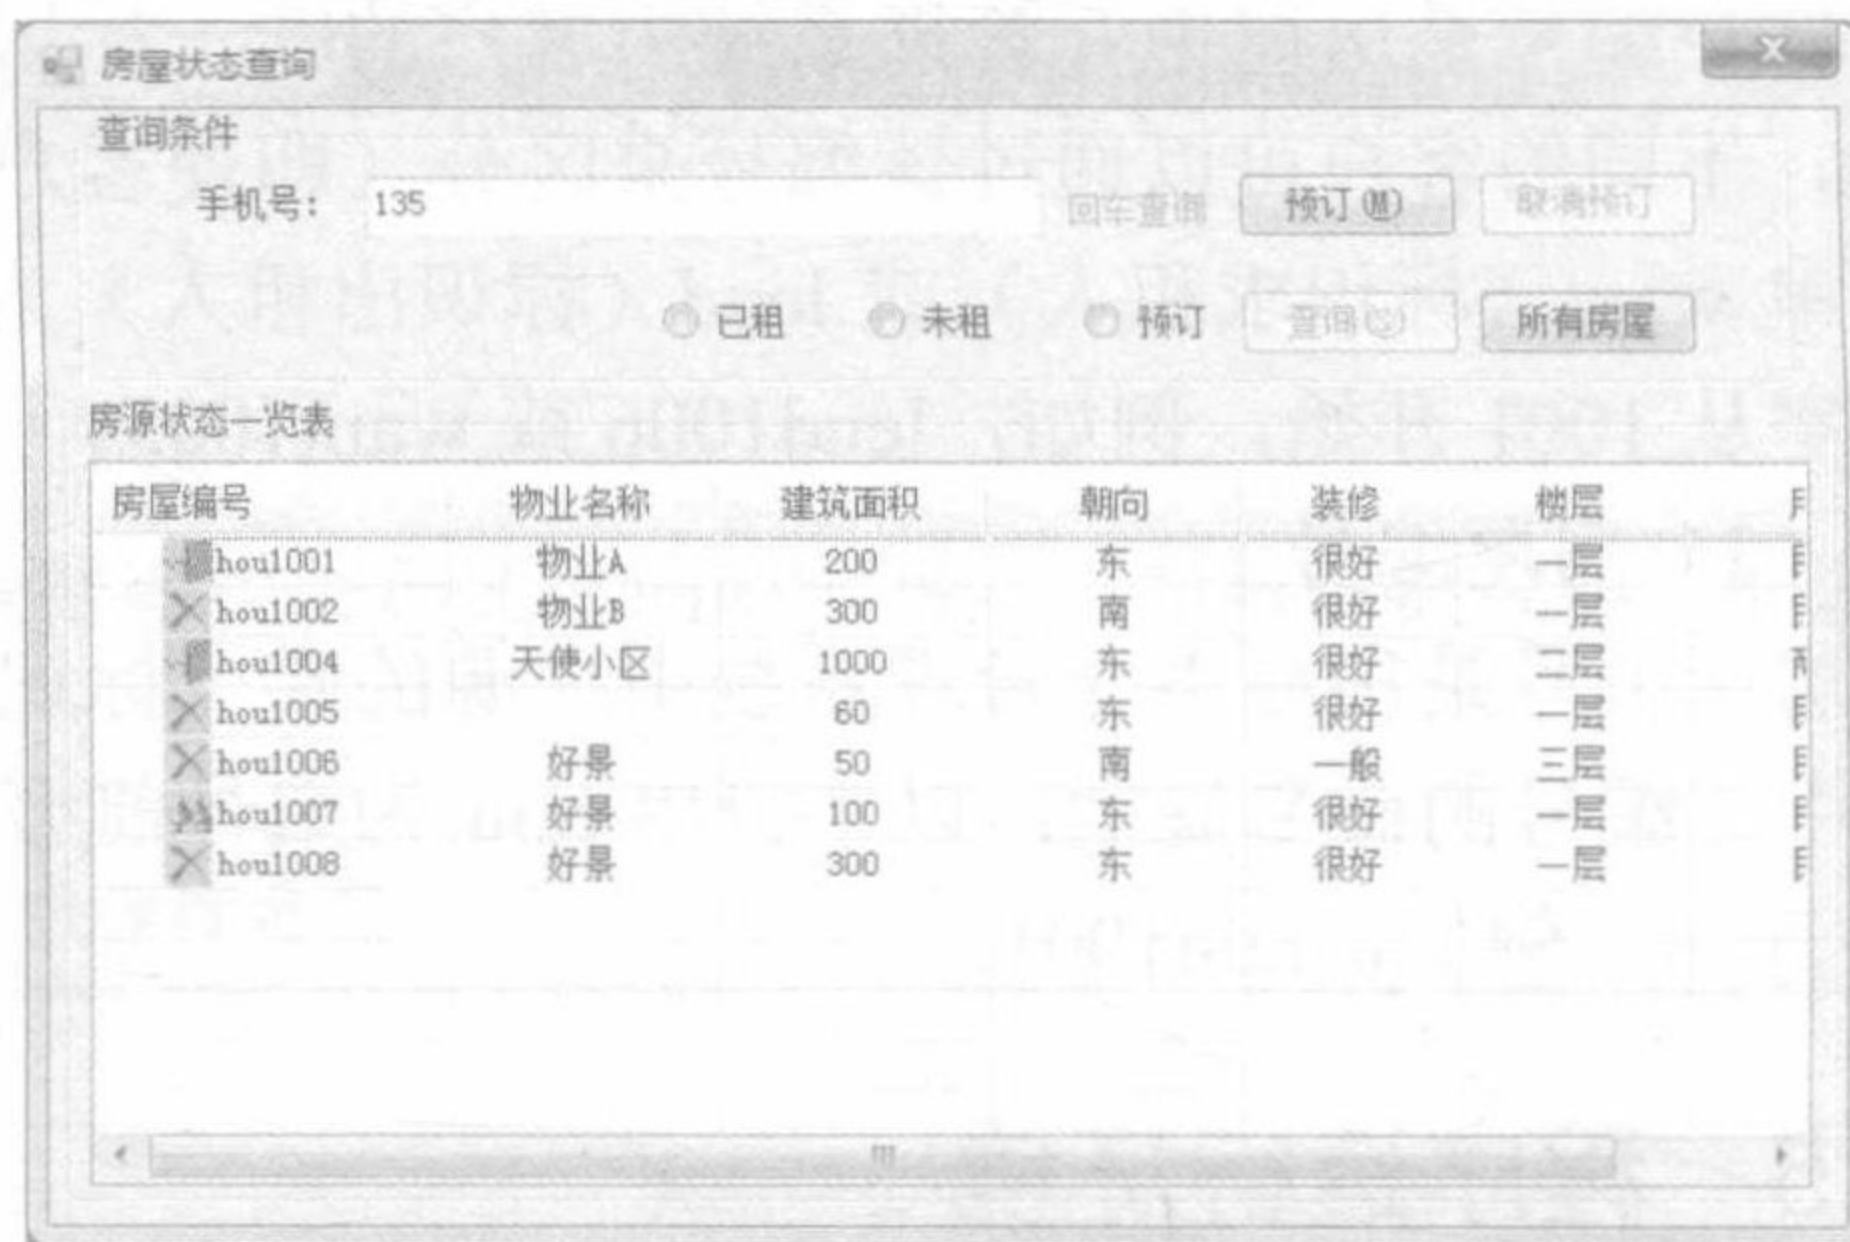 房屋状态查询
查询条件
手机号： 135 回车查询 预订(M) 取消预订
已租 未租 预订 查询(S) 所有房屋
房源状态一览表
房屋编号 物业名称 建筑面积 朝向 装修 楼层
hou1001 物业A 200 东 很好 一层
hou1002 物业B 300 南 很好 一层
hou1004 天使小区 1000 东 很好 二层
hou1005 60 东 很好 一层
hou1006 好景 50 南 一般 三层
hou1007 好景 100 东 很好 一层
hou1008 好景 300 东 很好 一层